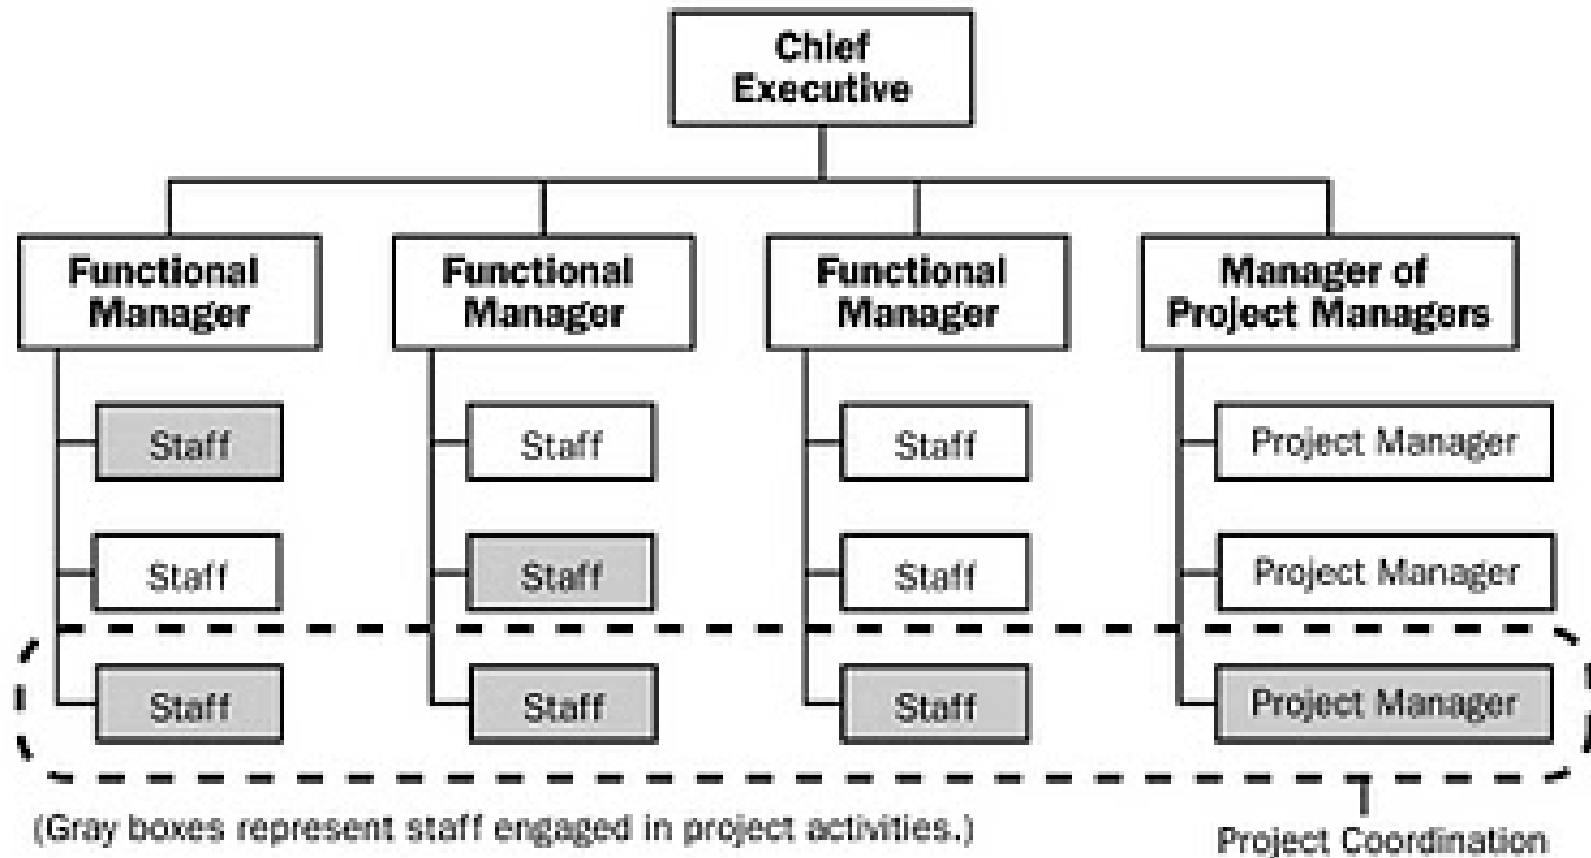 Chief
Executive
Functional
Manager
Functional
Manager
Functional
Manager
Manager of
Project Managers
Staff
Staff
Staff
Project Manager
Staff
Staff
Staff
Project Manager
Staff
Staff
Staff
Project Manager
(Gray boxes represent staff engaged in project activities.)
Project Coordination